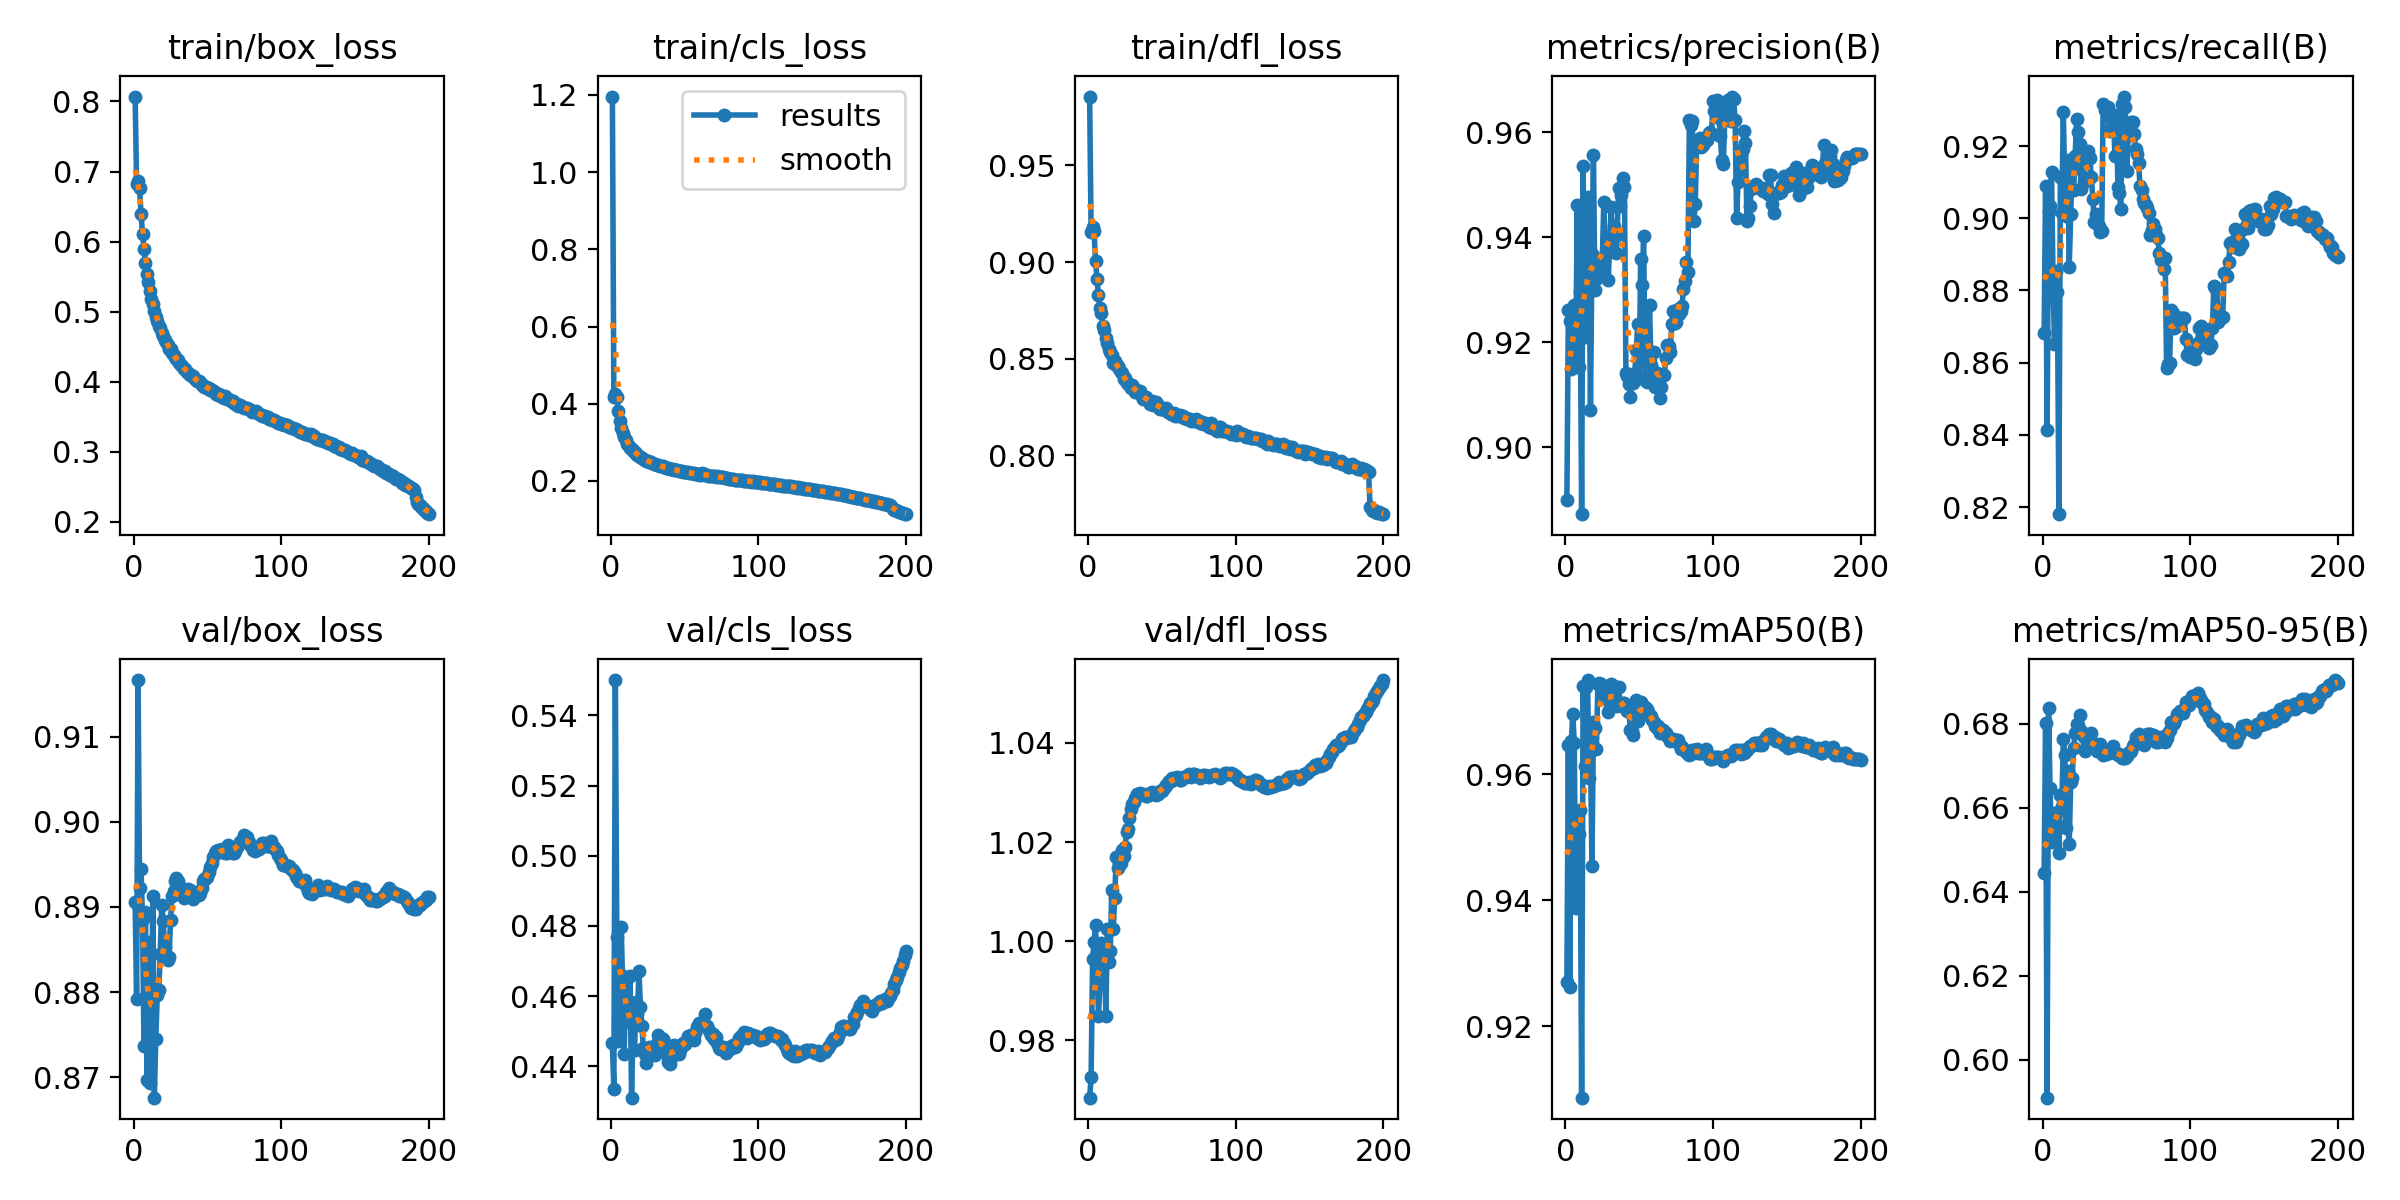 train/box_loss
0.8
0.7
0.6
0.5
0.4
0.3
0.2
0 100 200
train/cls_loss
results
smooth
1.2
1.0
0.8
0.6
0.4
0.2
0 100 200
train/dfl_loss
0.95
0.90
0.85
0.80
0 100 200
metrics/precision(B)
0.96
0.94
0.92
0.90
0 100 200
metrics/recall(B)
0.92
0.90
0.88
0.86
0.84
0.82
0 100 200
val/box_loss
0.91
0.90
0.89
0.88
0.87
0 100 200
val/cls_loss
0.54
0.52
0.50
0.48
0.46
0.44
0 100 200
val/dfl_loss
1.04
1.02
1.00
0.98
0 100 200
metrics/mAP50(B)
0.96
0.94
0.92
0 100 200
metrics/mAP50-95(B)
0.68
0.66
0.64
0.62
0.60
0 100 200